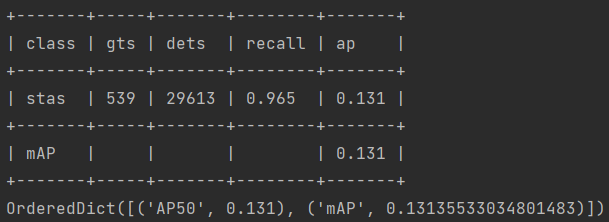 +-------+-----+-------+--------+-------+
| class | gts | dets  | recall | ap    |
+-------+-----+-------+--------+-------+
| stas  | 539 | 29613 | 0.965  | 0.131 |
+-------+-----+-------+--------+-------+
| mAP   |     |       |        | 0.131 |
+-------+-----+-------+--------+-------+
OrderedDict([('AP50', 0.131), ('mAP', 0.13135533034801483)])